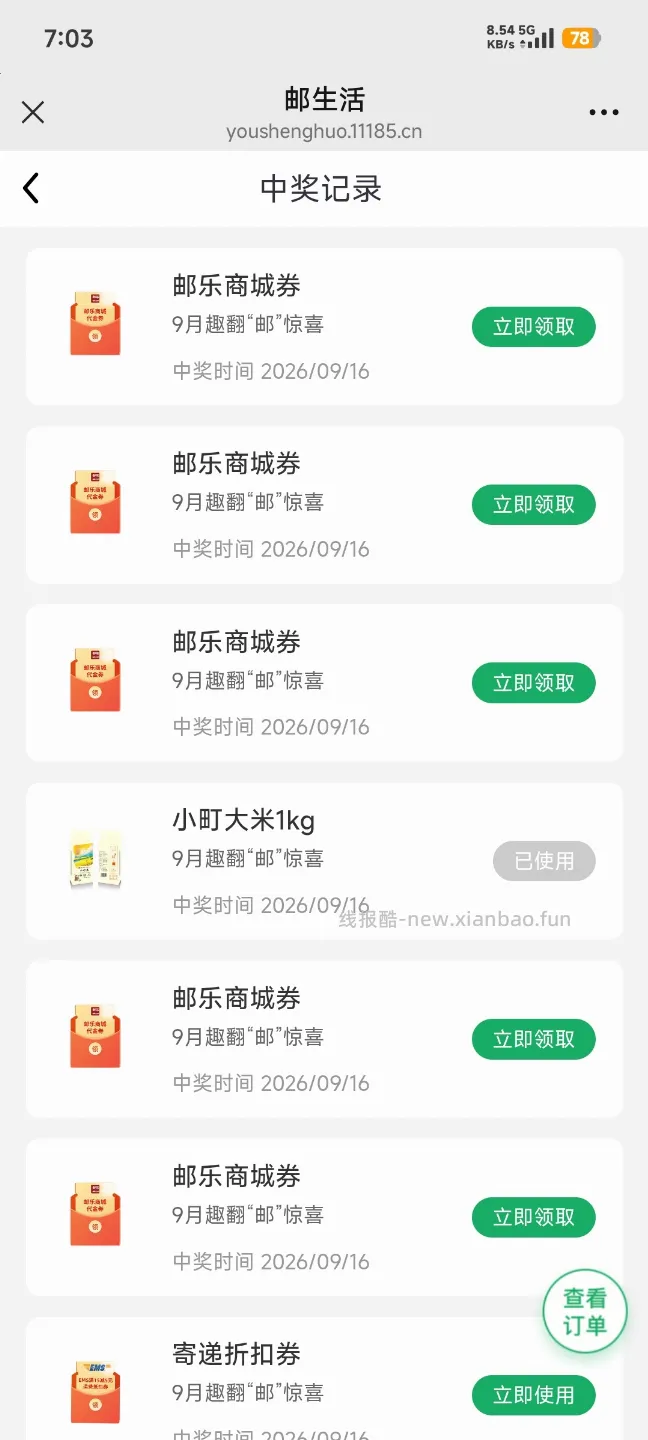 7:03
8.54 5G
KB/s
78
邮生活
youshenghuo.11185.cn
中奖记录
邮乐商城券
9月趣翻“邮”惊喜
中奖时间 2026/09/16
立即领取
邮乐商城券
9月趣翻“邮”惊喜
中奖时间 2026/09/16
立即领取
邮乐商城券
9月趣翻“邮”惊喜
中奖时间 2026/09/16
立即领取
小町大米1kg
9月趣翻“邮”惊喜
中奖时间 2026/09/16
已使用
线报酷-new.xianbao.fun
邮乐商城券
9月趣翻“邮”惊喜
中奖时间 2026/09/16
立即领取
邮乐商城券
9月趣翻“邮”惊喜
中奖时间 2026/09/16
立即领取
查看
订单
寄递折扣券
9月趣翻“邮”惊喜
中奖时间 2026/09/16
立即使用